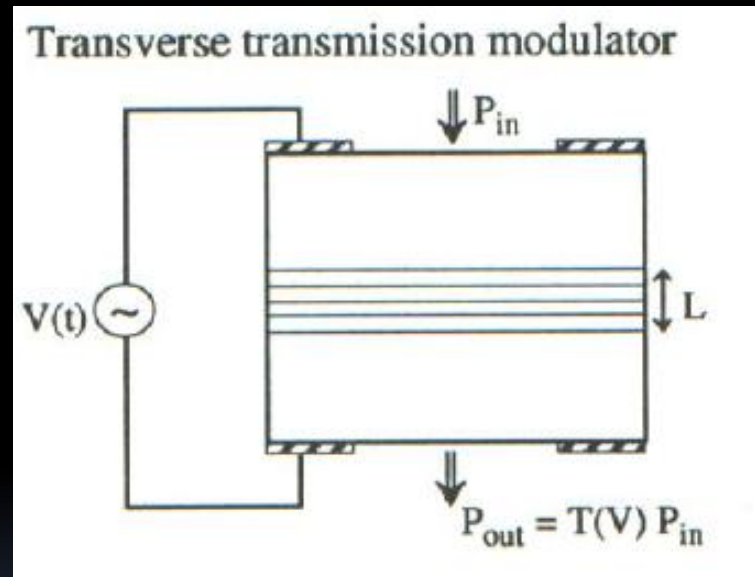 Transverse transmission modulator
P_in
V(t)
~
L
P_out = T(V) P_in